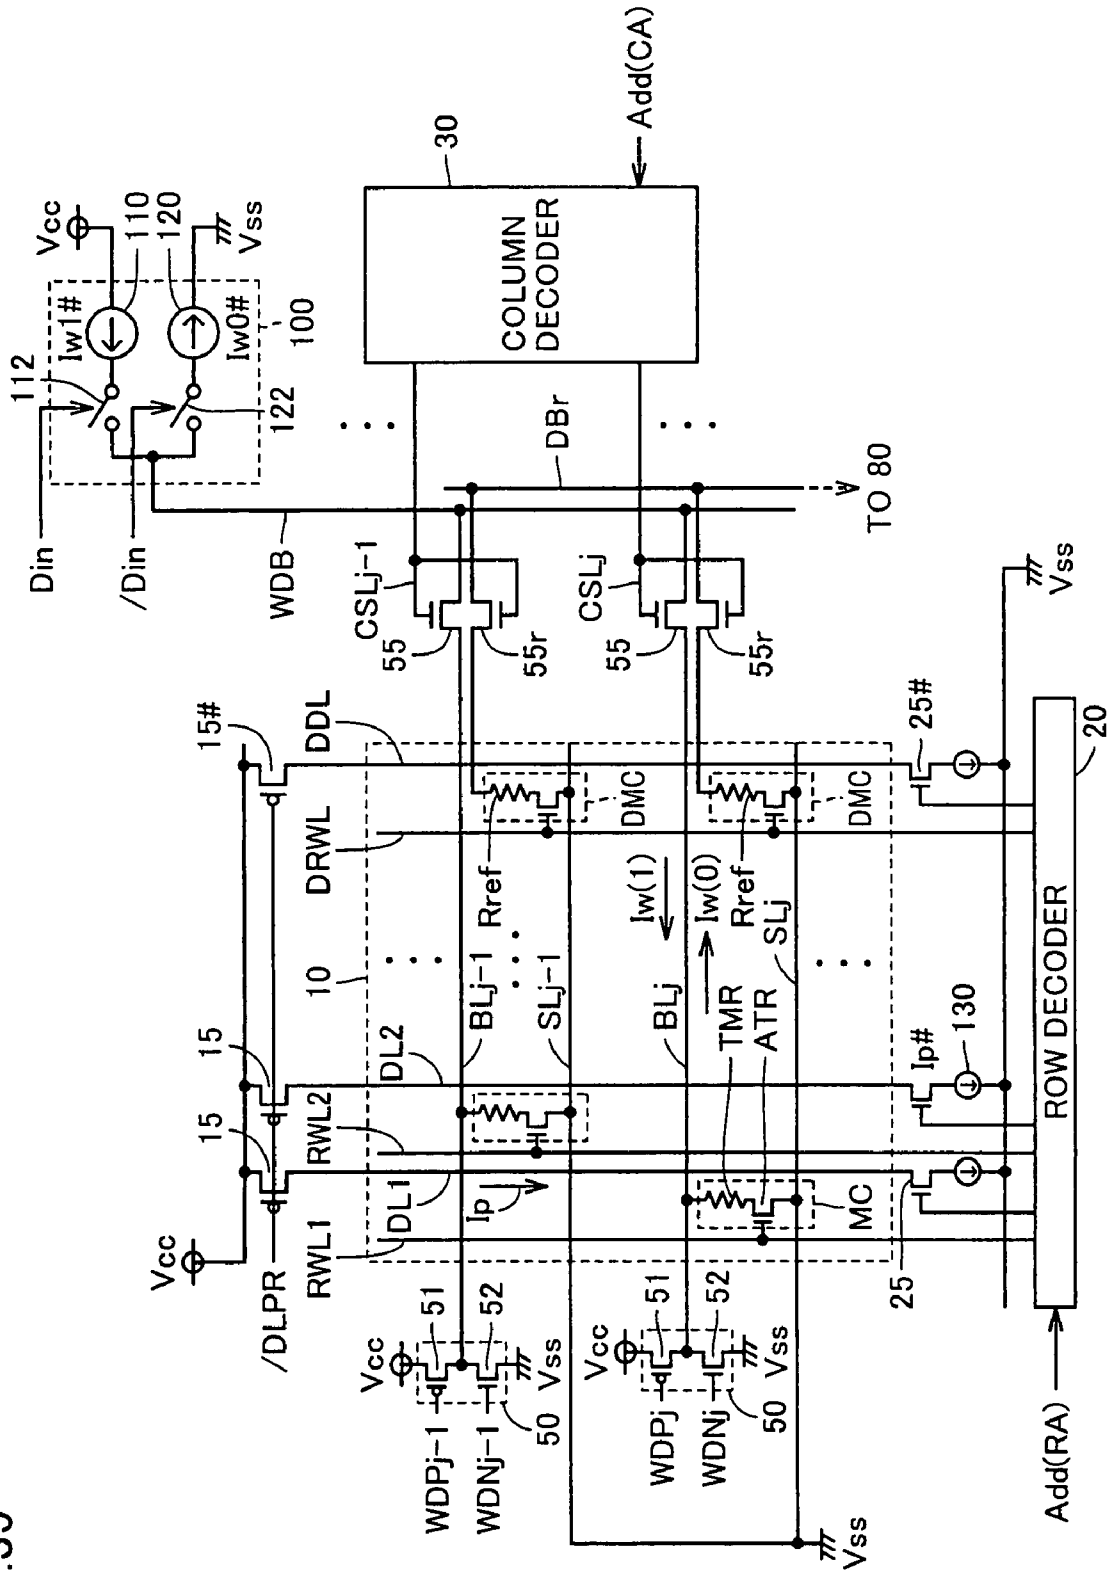 Din
/Din
112
Iw1#
Vcc
110
120
Iw0#
Vss
122
100
WDB
COLUMN
DECODER
30
Add(CA)
DBr
TO 80
CSLj-1
55
55r
CSLj
55
55r
15#
DDL
DRWL
15
15
Vcc
/DLPR
10
DL2
RWL2
DL1
RWL1
Ip
BLj-1
SLj-1
Rref
DMC
Iw(1)
Iw(0)
BLj
TMR
ATR
MC
Rref
SLj
DMC
Vcc
51
52
Vss
50
WDPj-1
WDNj-1
Vcc
51
52
Vss
50
WDPj
WDNj
Vss
25
Ip#
130
25#
Vss
20
ROW DECODER
Add(RA)